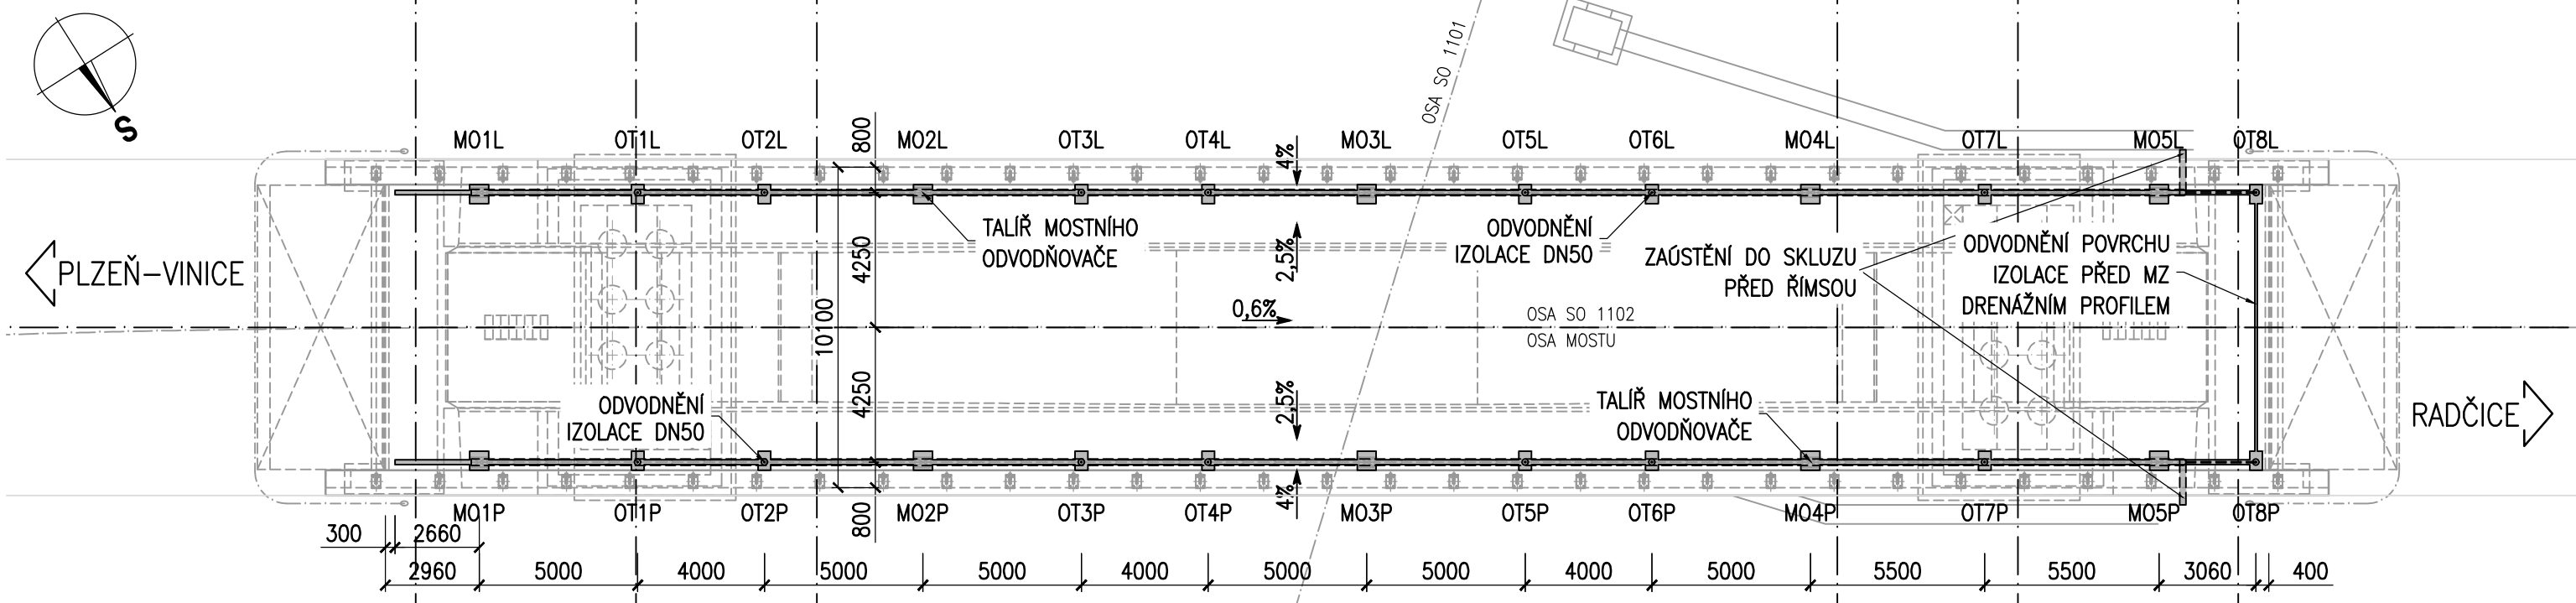 S
OSA SO 1101
MO1L OT1L OT2L 800 MO2L OT3L OT4L 4% MO3L OT5L OT6L MO4L OT7L MO5L OT8L
TALÍŘ MOSTNÍHO
ODVODŇOVAČE
ODVODNĚNÍ
IZOLACE DN50
ZAÚSTĚNÍ DO SKLUZU
PŘED ŘÍMSOU
ODVODNĚNÍ POVRCHU
IZOLACE PŘED MZ
DRENÁŽNÍM PROFILEM
PLZEŇ-VINICE
4250
2,5%
0,6%
10100
OSA SO 1102
OSA MOSTU
4250
2,5%
ODVODNĚNÍ
IZOLACE DN50
TALÍŘ MOSTNÍHO
ODVODŇOVAČE
RADČICE
MO1P OT1P OT2P 800 MO2P OT3P OT4P 4% MO3P OT5P OT6P MO4P OT7P MO5P OT8P
300 2660
2960 5000 4000 5000 5000 4000 5000 5000 4000 5000 5500 5500 3060 400